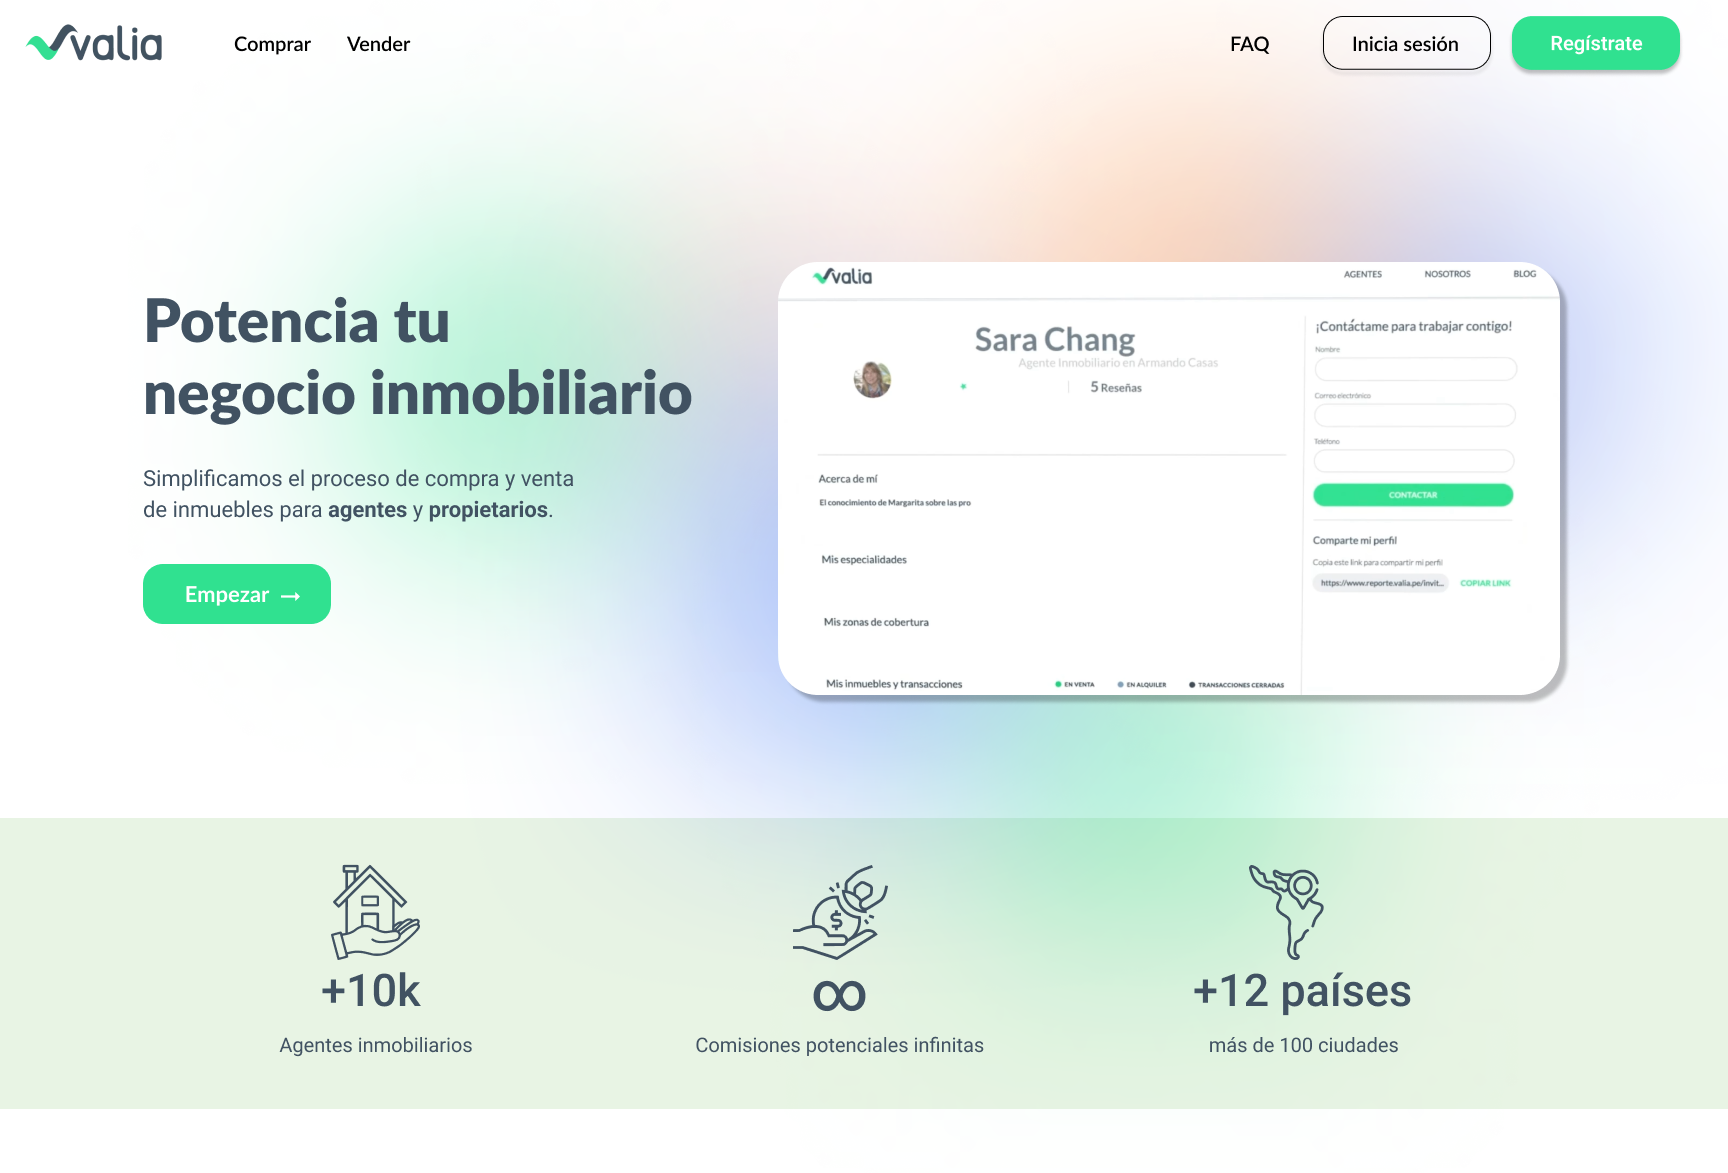 valia
Comprar
Vender
FAQ
Inicia sesión
Regístrate
Potencia tu
negocio inmobiliario
Simplificamos el proceso de compra y venta
de inmuebles para agentes y propietarios.
Empezar →
valia
AGENTES
NOSOTROS
BLOG
Sara Chang
Agente Inmobiliario en Armando Casas
5 Reseñas
Acerca de mí
El conocimiento de Margarita sobre las pro
Mis especialidades
Mis zonas de cobertura
Mis inmuebles y transacciones
EN VENTA
EN ALQUILER
TRANSACCIONES CERRADAS
¡Contáctame para trabajar contigo!
Nombre
Correo electrónico
Teléfono
CONTACTAR
Comparte mi perfil
Copia este link para compartir mi perfil
https://www.reporte.valia.pe/invit...
COPIAR LINK
$
+10k
Agentes inmobiliarios
∞
Comisiones potenciales infinitas
+12 países
más de 100 ciudades